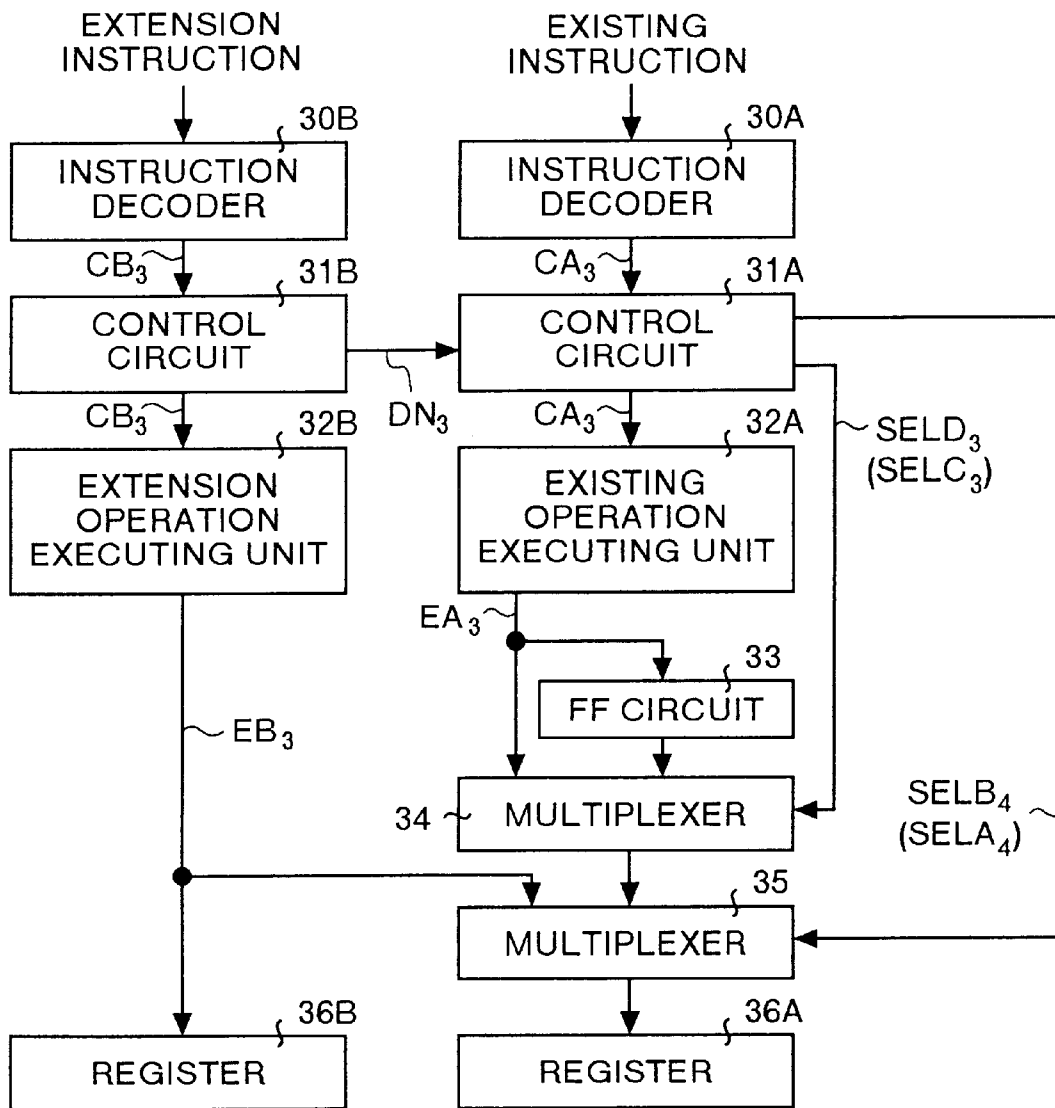 EXTENSION
INSTRUCTION
EXISTING
INSTRUCTION
30B
30A
INSTRUCTION
DECODER
INSTRUCTION
DECODER
CB₃
CA₃
31B
31A
CONTROL
CIRCUIT
CONTROL
CIRCUIT
DN₃
CB₃
CA₃
32B
32A
SELD₃
(SELC₃)
EXTENSION
OPERATION
EXECUTING UNIT
EXISTING
OPERATION
EXECUTING UNIT
EA₃
33
FF CIRCUIT
EB₃
34
MULTIPLEXER
SELB₄
(SELA₄)
35
MULTIPLEXER
36B
36A
REGISTER
REGISTER